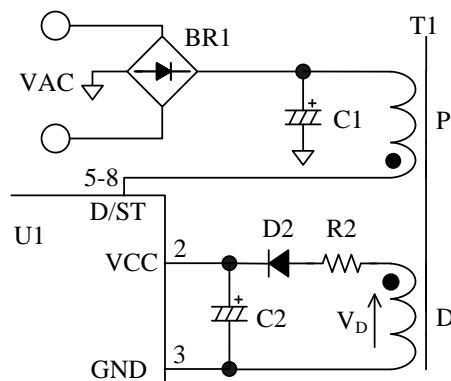 T1
BR1
VAC
C1
P
5-8
D/ST
U1
D2
R2
VCC
2
C2
V_D
D
GND
3
+
+